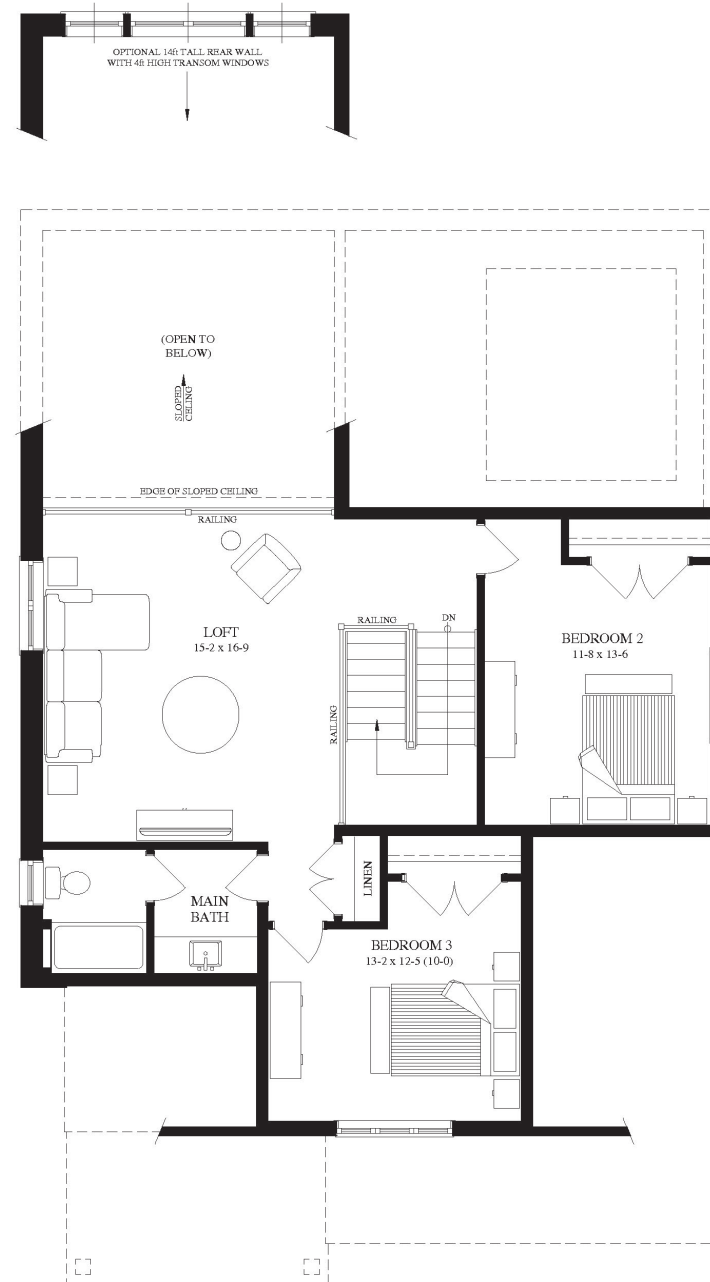 OPTIONAL 14ft TALL REAR WALL
WITH 4ft HIGH TRANSOM WINDOWS
(OPEN TO
BELOW)
SLOPED
CELING
EDGE OF SLOPED CEILING
RAILING
LOFT
15-2 x 16-9
RAILING
DN
RAILING
BEDROOM 2
11-8 x 13-6
MAIN
BATH
LINEN
BEDROOM 3
13-2 x 12-5 (10-0)